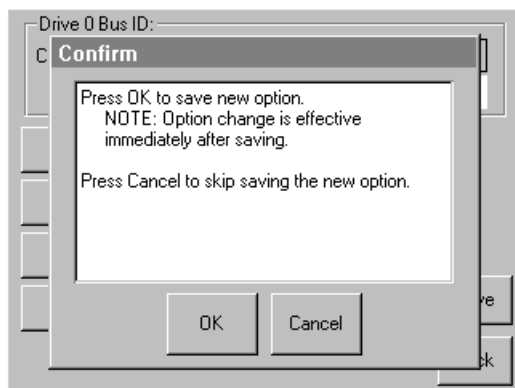 Drive 0 Bus ID:
Confirm
Press OK to save new option.
NOTE: Option change is effective
immediately after saving.
Press Cancel to skip saving the new option.
OK
Cancel